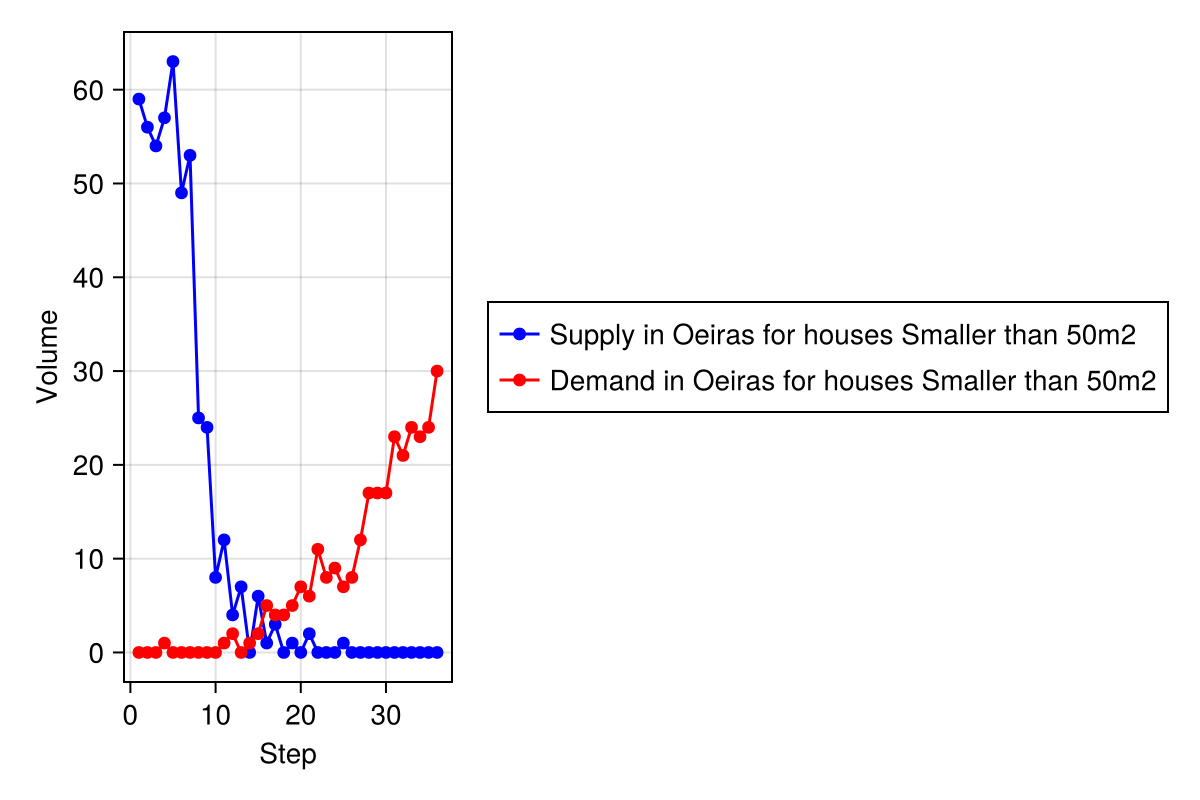 60
50
40
30
20
10
0
Volume
0 10 20 30
Step
Supply in Oeiras for houses Smaller than 50m2
Demand in Oeiras for houses Smaller than 50m2